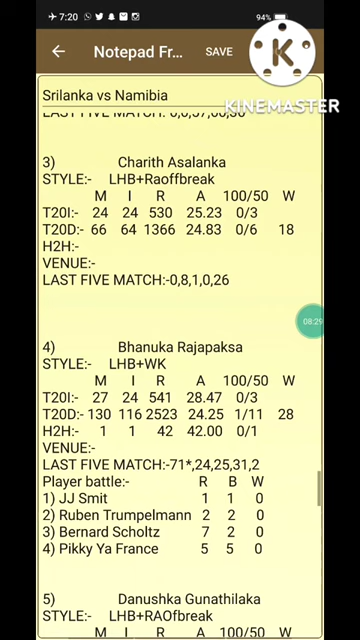 7:20 94%
Notepad Fr... SAVE
K
KINEMASTER
Srilanka vs Namibia
LAST FIVE MATCH:
3) Charith Asalanka
STYLE:- LHB+Raoffbreak
M I R A 100/50 W
T20I:- 24 24 530 25.23 0/3
T20D:- 66 64 1366 24.83 0/6 18
H2H:-
VENUE:-
LAST FIVE MATCH:-0,8,1,0,26
08:29
4) Bhanuka Rajapaksa
STYLE:- LHB+WK
M I R A 100/50 W
T20I:- 27 24 541 28.47 0/3
T20D:- 130 116 2523 24.25 1/11 28
H2H:- 1 1 42 42.00 0/1
VENUE:-
LAST FIVE MATCH:-71*,24,25,31,2
Player battle:- R B W
1) JJ Smit 1 1 0
2) Ruben Trumpelmann 2 2 0
3) Bernard Scholtz 7 2 0
4) Pikky Ya France 5 5 0
5) Danushka Gunathilaka
STYLE:- LHB+RAOfbreak
M I R A 100/50 W